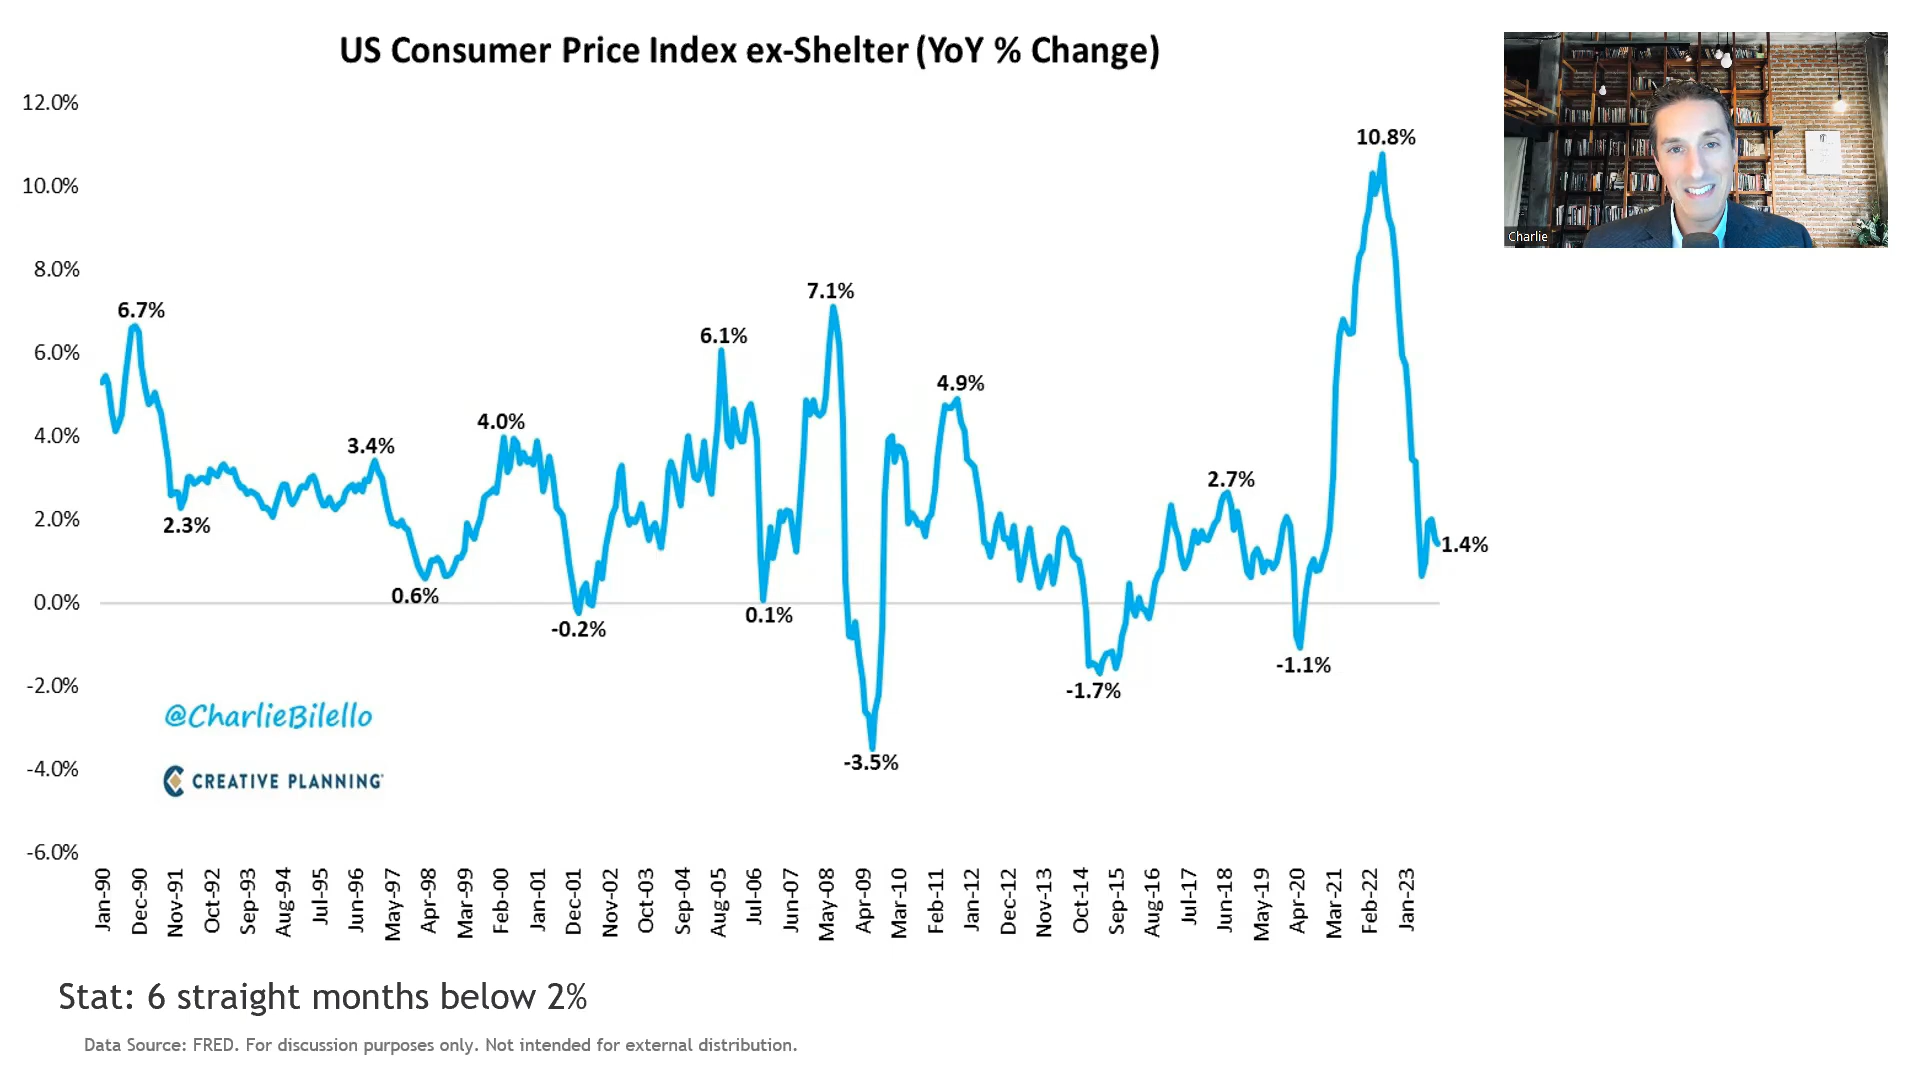 US Consumer Price Index ex-Shelter (YoY % Change)
12.0%
10.0%
8.0%
6.0%
4.0%
2.0%
0.0%
-2.0%
-4.0%
-6.0%
6.7%
2.3%
3.4%
0.6%
4.0%
-0.2%
6.1%
0.1%
7.1%
-3.5%
4.9%
-1.7%
2.7%
-1.1%
10.8%
1.4%
@CharlieBilello
CREATIVE PLANNING
Jan-90
Dec-90
Nov-91
Oct-92
Sep-93
Aug-94
Jul-95
Jun-96
May-97
Apr-98
Mar-99
Feb-00
Jan-01
Dec-01
Nov-02
Oct-03
Sep-04
Aug-05
Jul-06
Jun-07
May-08
Apr-09
Mar-10
Feb-11
Jan-12
Dec-12
Nov-13
Oct-14
Sep-15
Aug-16
Jul-17
Jun-18
May-19
Apr-20
Mar-21
Feb-22
Jan-23
Stat: 6 straight months below 2%
Data Source: FRED. For discussion purposes only. Not intended for external distribution.
Charlie